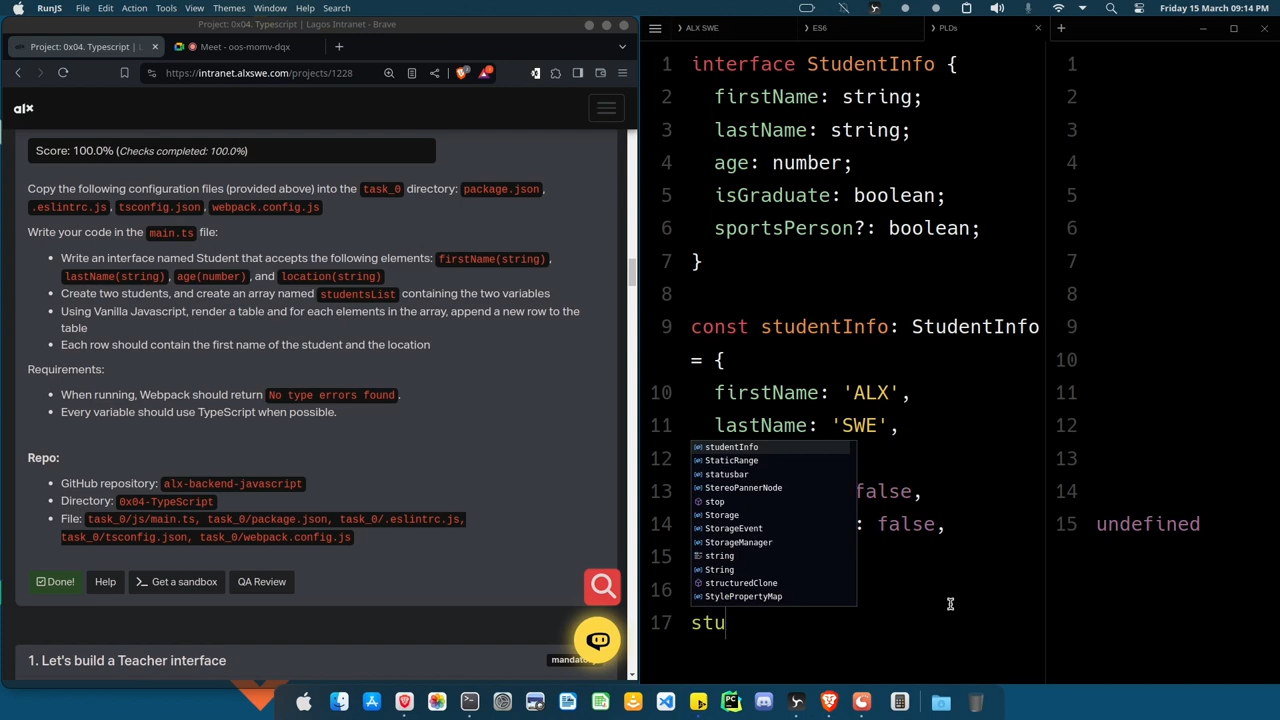 RunJS File Edit Action Tools View Themes Window Help Search Friday 15 March 09:14 PM
Project: 0x04. Typescript | Lagos Intranet - Brave
Project: 0x04. Typescript | L
Meet - oos-momv-dqx
https://intranet.alxswe.com/projects/1228
alx
Score: 100.0% (Checks completed: 100.0%)
Copy the following configuration files (provided above) into the task_0 directory: package.json,
.eslintrc.js, tsconfig.json, webpack.config.js
Write your code in the main.ts file:
Write an interface named Student that accepts the following elements: firstName(string),
lastName(string), age(number), and location(string)
Create two students, and create an array named studentsList containing the two variables
Using Vanilla Javascript, render a table and for each elements in the array, append a new row to the
table
Each row should contain the first name of the student and the location
Requirements:
When running, Webpack should return No type errors found.
Every variable should use TypeScript when possible.
Repo:
GitHub repository: alx-backend-javascript
Directory: 0x04-TypeScript
File: task_0/js/main.ts, task_0/package.json, task_0/.eslintrc.js,
task_0/tsconfig.json, task_0/webpack.config.js
Done! Help >_ Get a sandbox QA Review
1. Let's build a Teacher interface
mandatory
ALX SWE
ES6
PLDs
1 interface StudentInfo {
2 firstName: string;
3 lastName: string;
4 age: number;
5 isGraduate: boolean;
6 sportsPerson?: boolean;
7 }
8
9 const studentInfo: StudentInfo
= {
10 firstName: 'ALX',
11 lastName: 'SWE',
12
13 false,
14 : false,
15
16
17 stu
studentInfo
StaticRange
statusbar
StereoPannerNode
stop
Storage
StorageEvent
StorageManager
string
String
structuredClone
StylePropertyMap
1
2
3
4
5
6
7
8
9
10
11
12
13
14
15 undefined